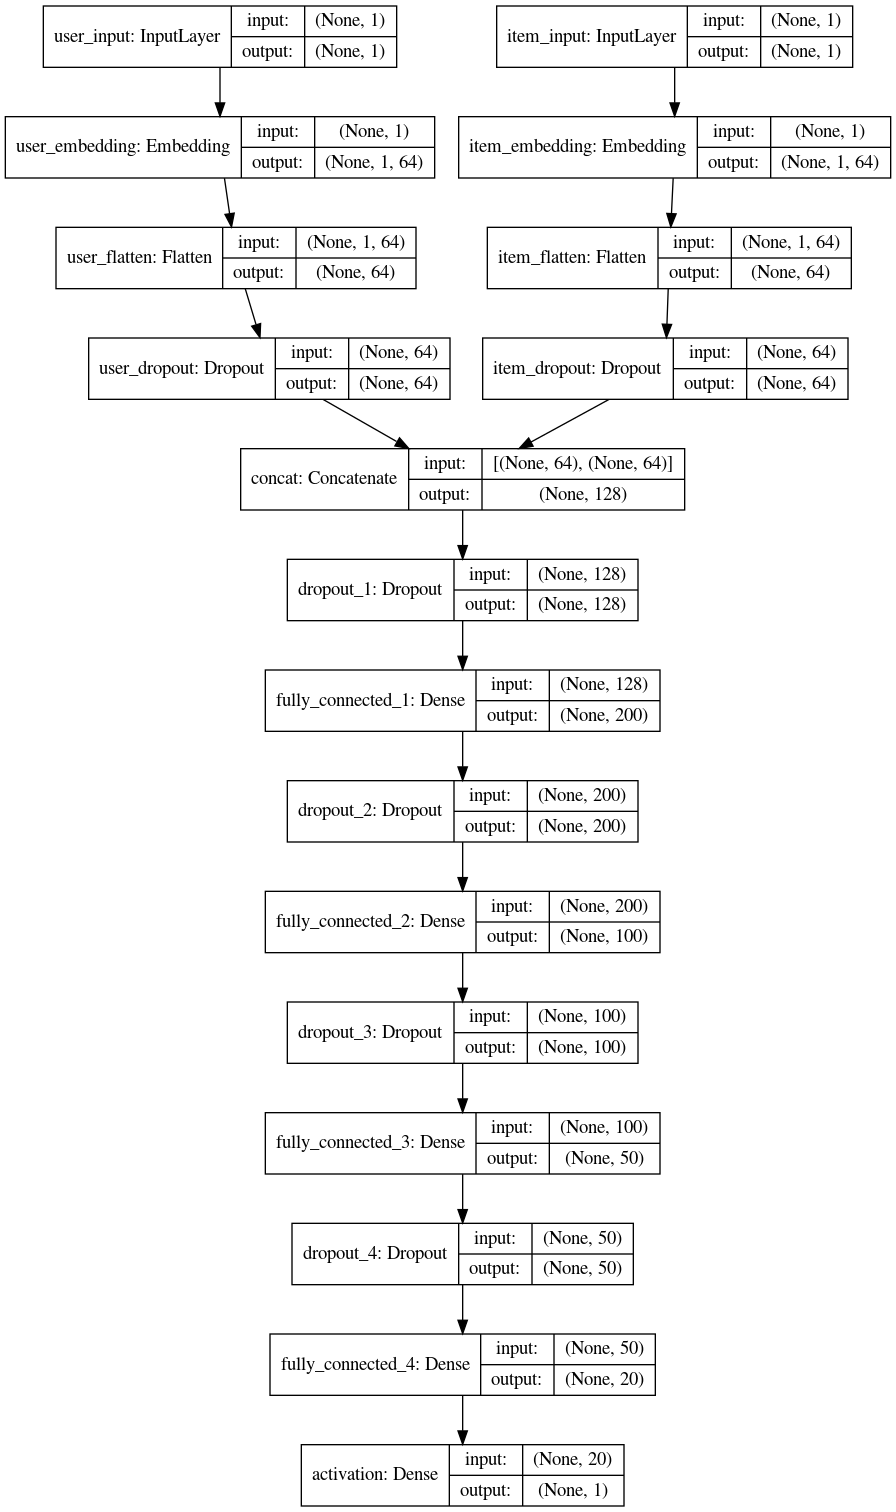 user_input: InputLayer
input:
(None, 1)
output:
(None, 1)
item_input: InputLayer
input:
(None, 1)
output:
(None, 1)
user_embedding: Embedding
input:
(None, 1)
output:
(None, 1, 64)
item_embedding: Embedding
input:
(None, 1)
output:
(None, 1, 64)
user_flatten: Flatten
input:
(None, 1, 64)
output:
(None, 64)
item_flatten: Flatten
input:
(None, 1, 64)
output:
(None, 64)
user_dropout: Dropout
input:
(None, 64)
output:
(None, 64)
item_dropout: Dropout
input:
(None, 64)
output:
(None, 64)
concat: Concatenate
input:
[(None, 64), (None, 64)]
output:
(None, 128)
dropout_1: Dropout
input:
(None, 128)
output:
(None, 128)
fully_connected_1: Dense
input:
(None, 128)
output:
(None, 200)
dropout_2: Dropout
input:
(None, 200)
output:
(None, 200)
fully_connected_2: Dense
input:
(None, 200)
output:
(None, 100)
dropout_3: Dropout
input:
(None, 100)
output:
(None, 100)
fully_connected_3: Dense
input:
(None, 100)
output:
(None, 50)
dropout_4: Dropout
input:
(None, 50)
output:
(None, 50)
fully_connected_4: Dense
input:
(None, 50)
output:
(None, 20)
activation: Dense
input:
(None, 20)
output:
(None, 1)